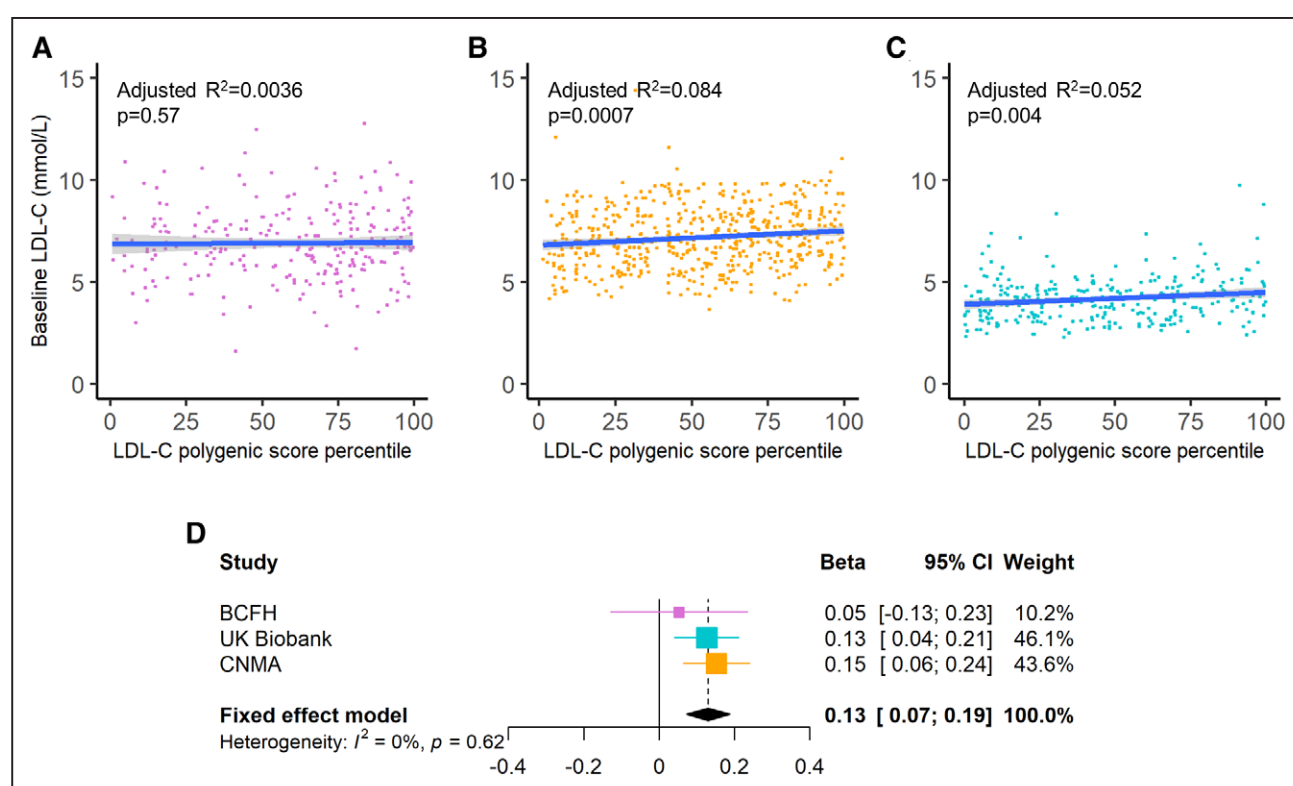 A
B
C
Adjusted R²=0.0036
p=0.57
Adjusted R²=0.084
p=0.0007
Adjusted R²=0.052
p=0.004
Baseline LDL-C (mmol/L)
15
10
5
0
15
10
5
0
15
10
5
0
0 25 50 75 100
0 25 50 75 100
0 25 50 75 100
LDL-C polygenic score percentile
LDL-C polygenic score percentile
LDL-C polygenic score percentile
D
Study Beta 95% CI Weight
BCFH 0.05 [-0.13; 0.23] 10.2%
UK Biobank 0.13 [ 0.04; 0.21] 46.1%
CNMA 0.15 [ 0.06; 0.24] 43.6%
Fixed effect model 0.13 [ 0.07; 0.19] 100.0%
Heterogeneity: I² = 0%, p = 0.62
-0.4 -0.2 0 0.2 0.4